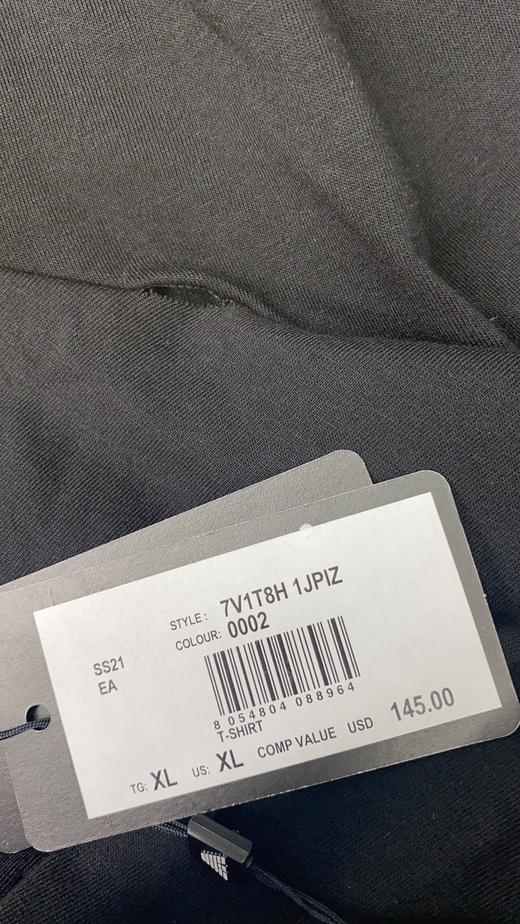 STYLE: 7V1T8H 1JPIZ
COLOUR: 0002
SS21
EA
8 054804 088964
T-SHIRT
TG: XL US: XL COMP VALUE USD 145.00